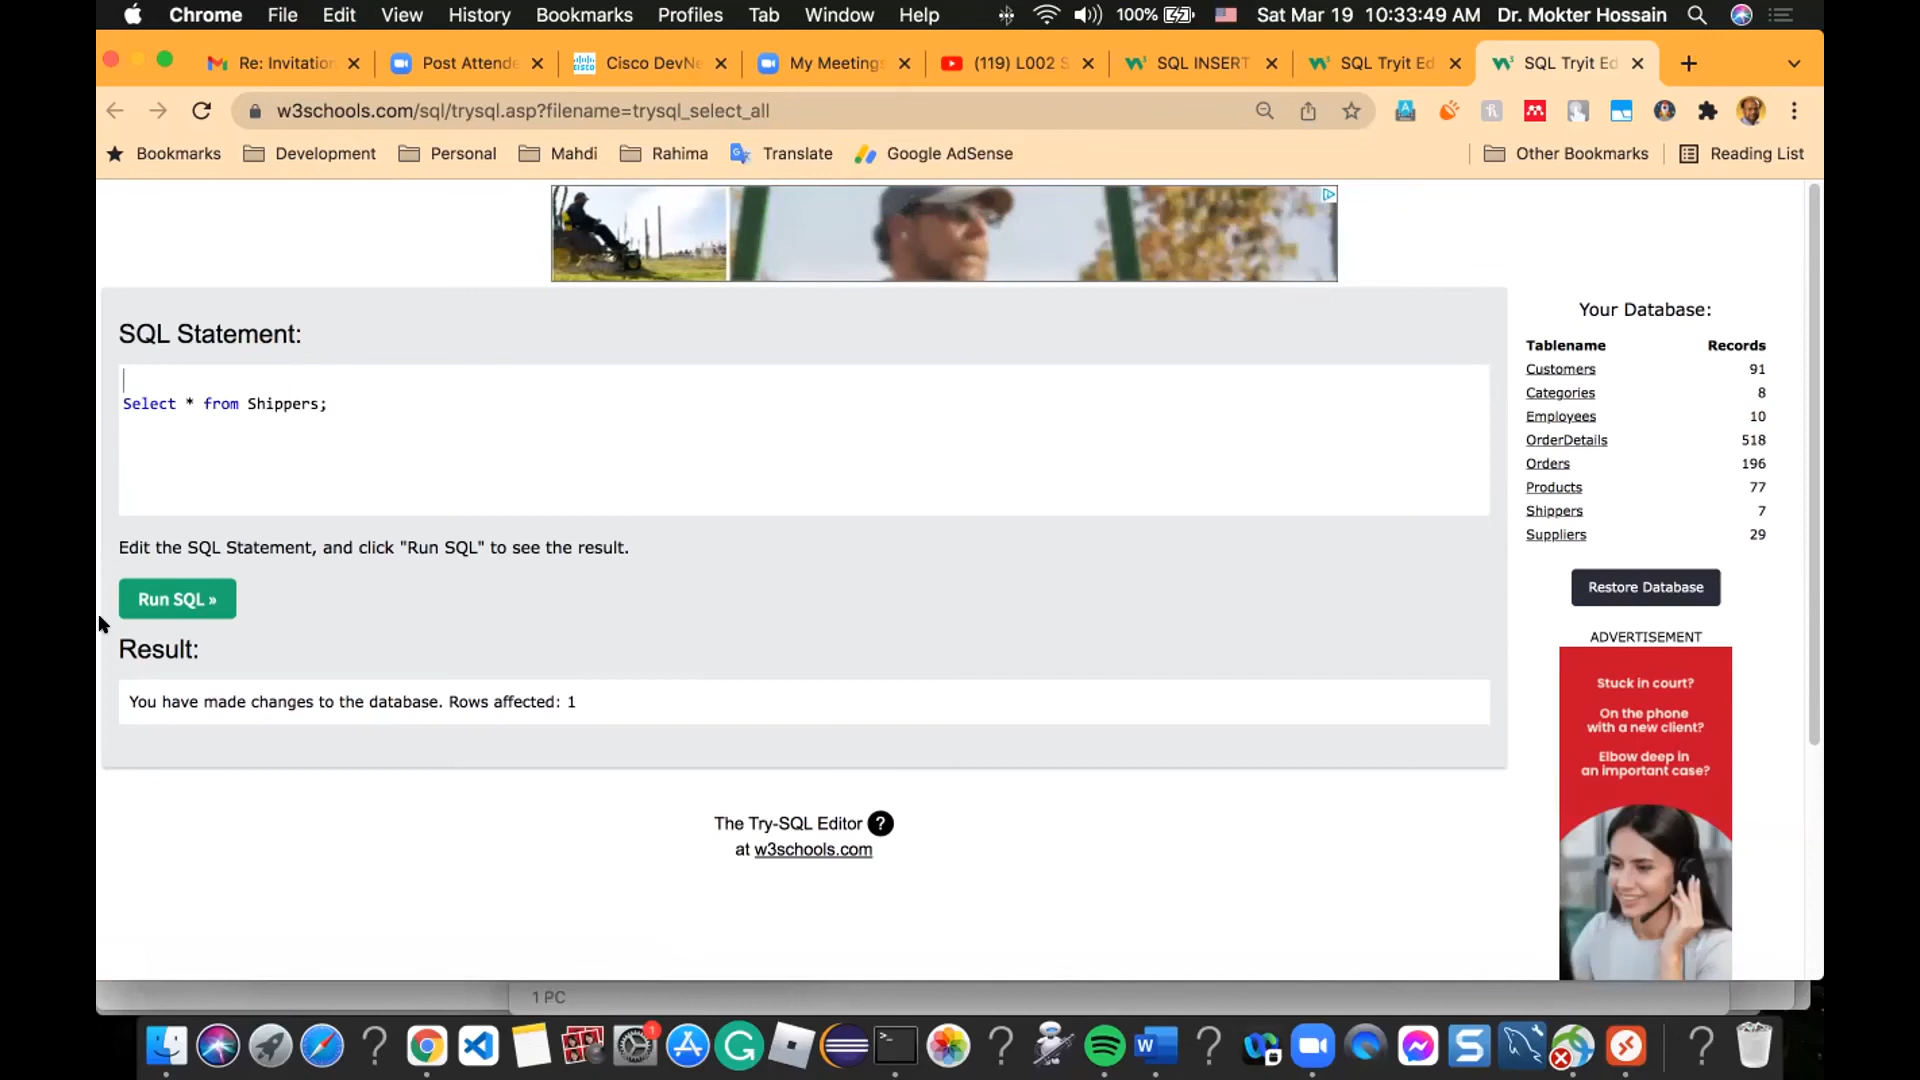 Chrome File Edit View History Bookmarks Profiles Tab Window Help 100% Sat Mar 19 10:33:49 AM Dr. Mokter Hossain
Re: Invitation Post Attende Cisco DevNe My Meetings (119) L002 S SQL INSERT SQL Tryit Ed SQL Tryit Ed
w3schools.com/sql/trysql.asp?filename=trysql_select_all
Bookmarks Development Personal Mahdi Rahima Translate Google AdSense Other Bookmarks Reading List
SQL Statement:
Select * from Shippers;
Edit the SQL Statement, and click "Run SQL" to see the result.
Run SQL »
Result:
You have made changes to the database. Rows affected: 1
The Try-SQL Editor ?
at w3schools.com
Your Database:
Tablename Records
Customers 91
Categories 8
Employees 10
OrderDetails 518
Orders 196
Products 77
Shippers 7
Suppliers 29
Restore Database
ADVERTISEMENT
Stuck in court?
On the phone
with a new client?
Elbow deep in
an important case?
1 PC